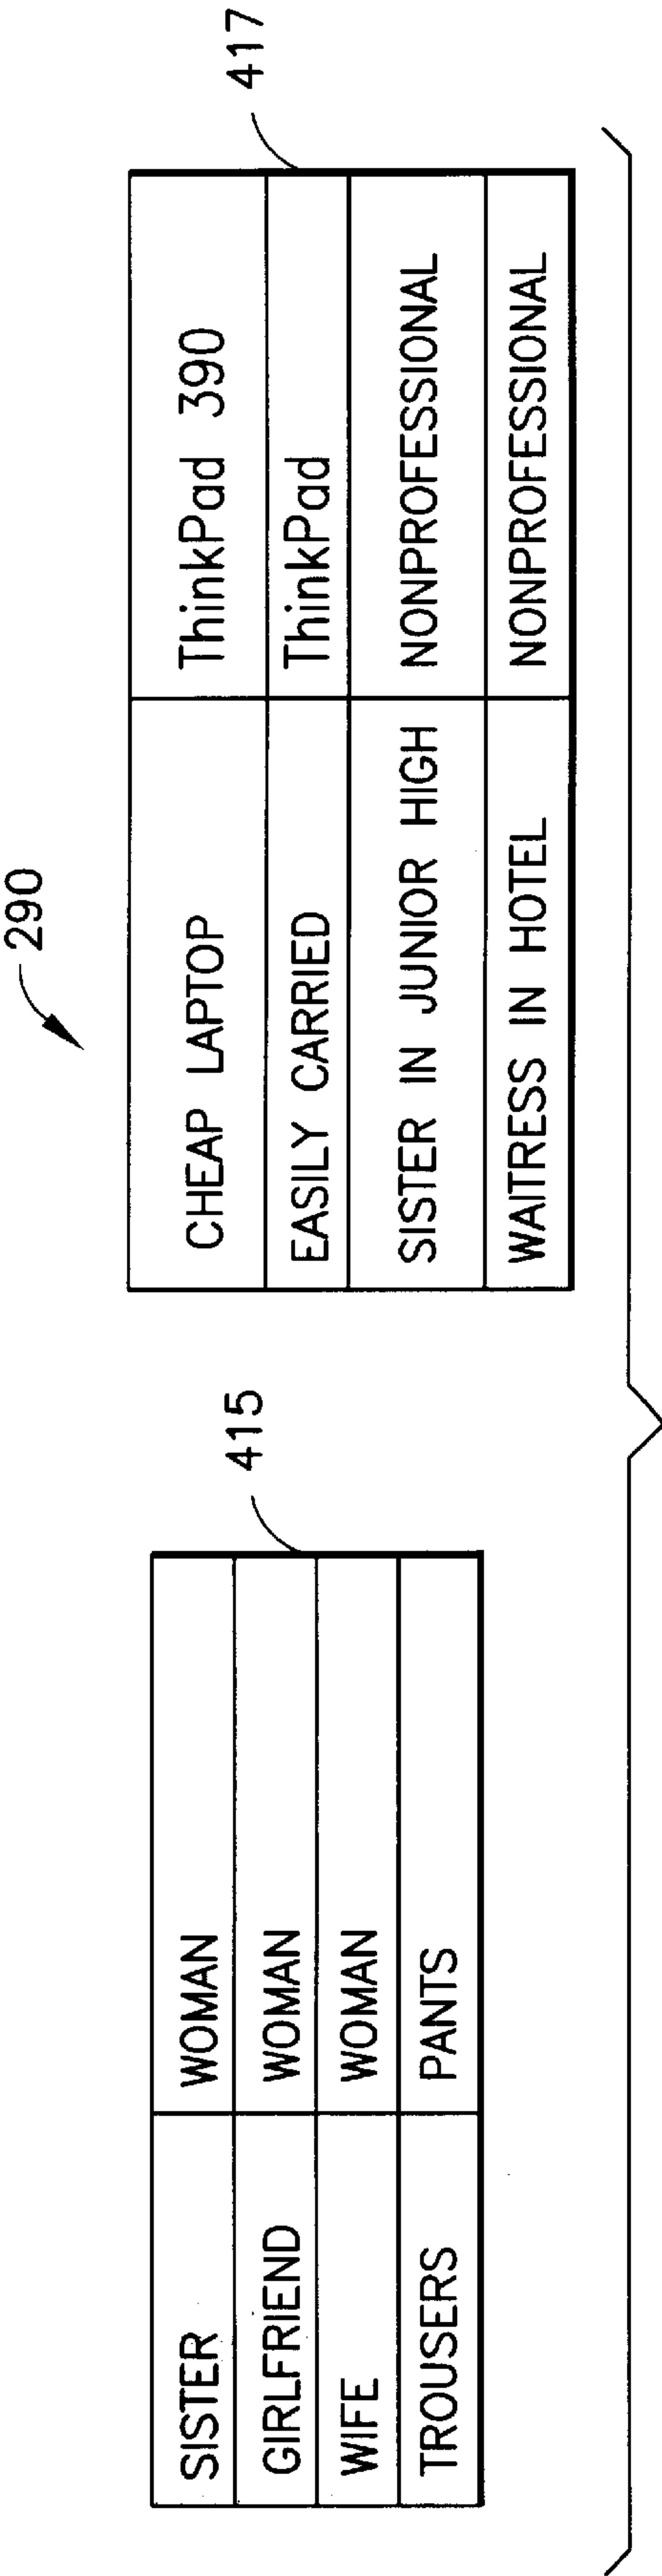 290
415
SISTER WOMAN
GIRLFRIEND WOMAN
WIFE WOMAN
TROUSERS PANTS
417
CHEAP LAPTOP ThinkPad 390
EASILY CARRIED ThinkPad
SISTER IN JUNIOR HIGH NONPROFESSIONAL
WAITRESS IN HOTEL NONPROFESSIONAL